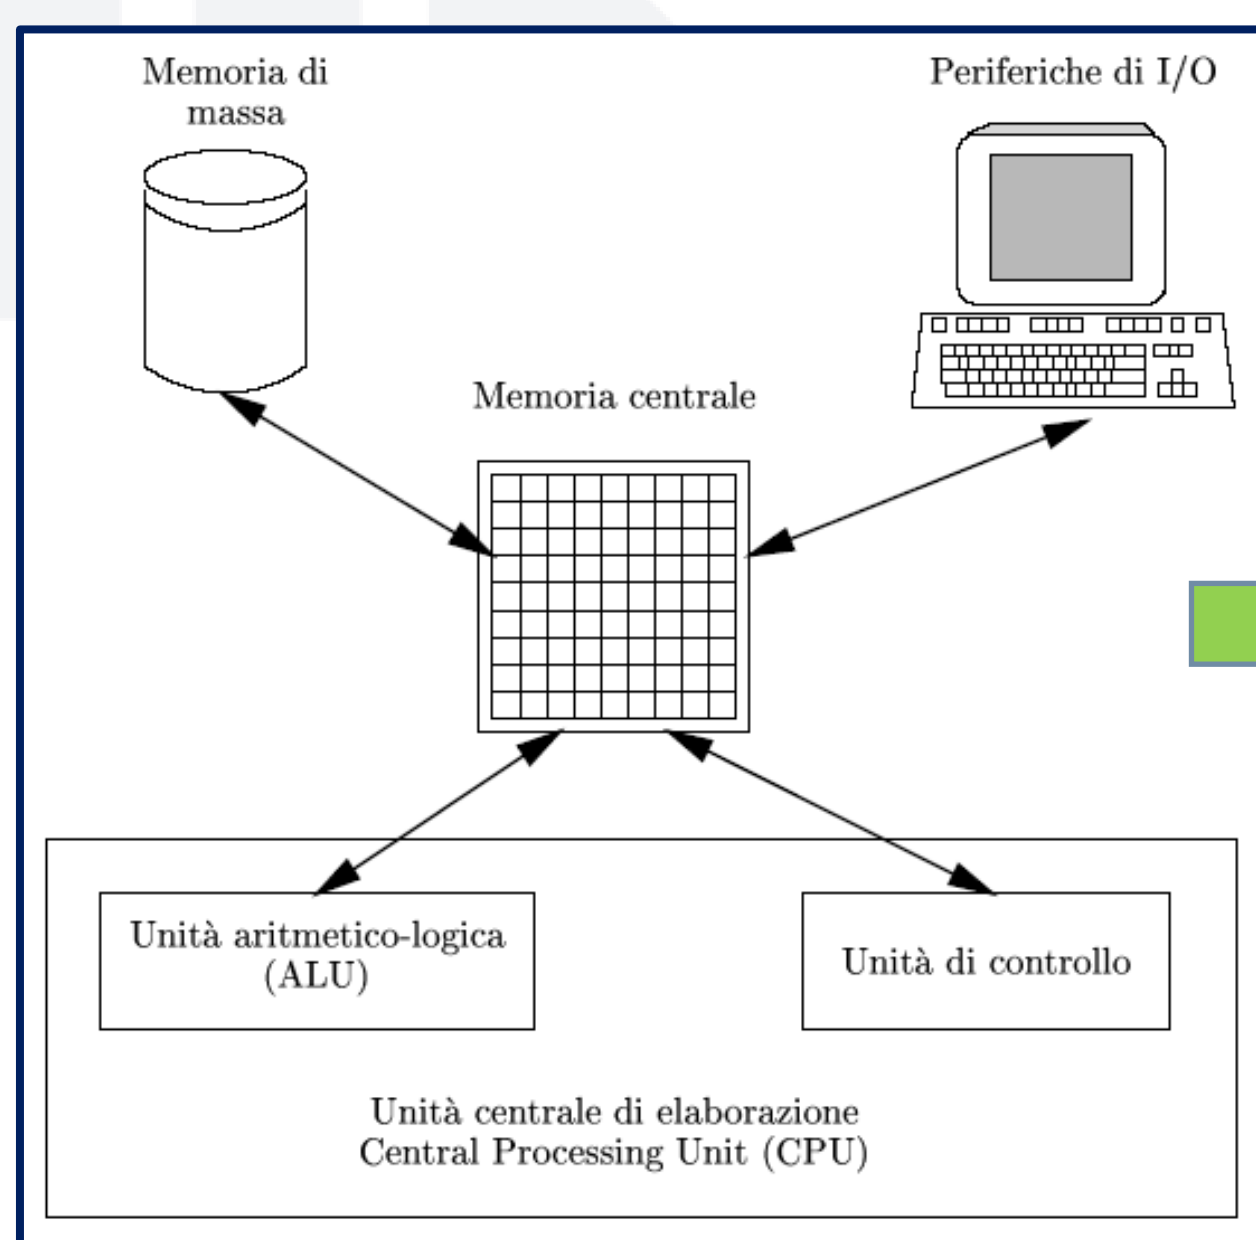 Memoria di
massa
Periferiche di I/O
Memoria centrale
Unità aritmetico-logica
(ALU)
Unità di controllo
Unità centrale di elaborazione
Central Processing Unit (CPU)